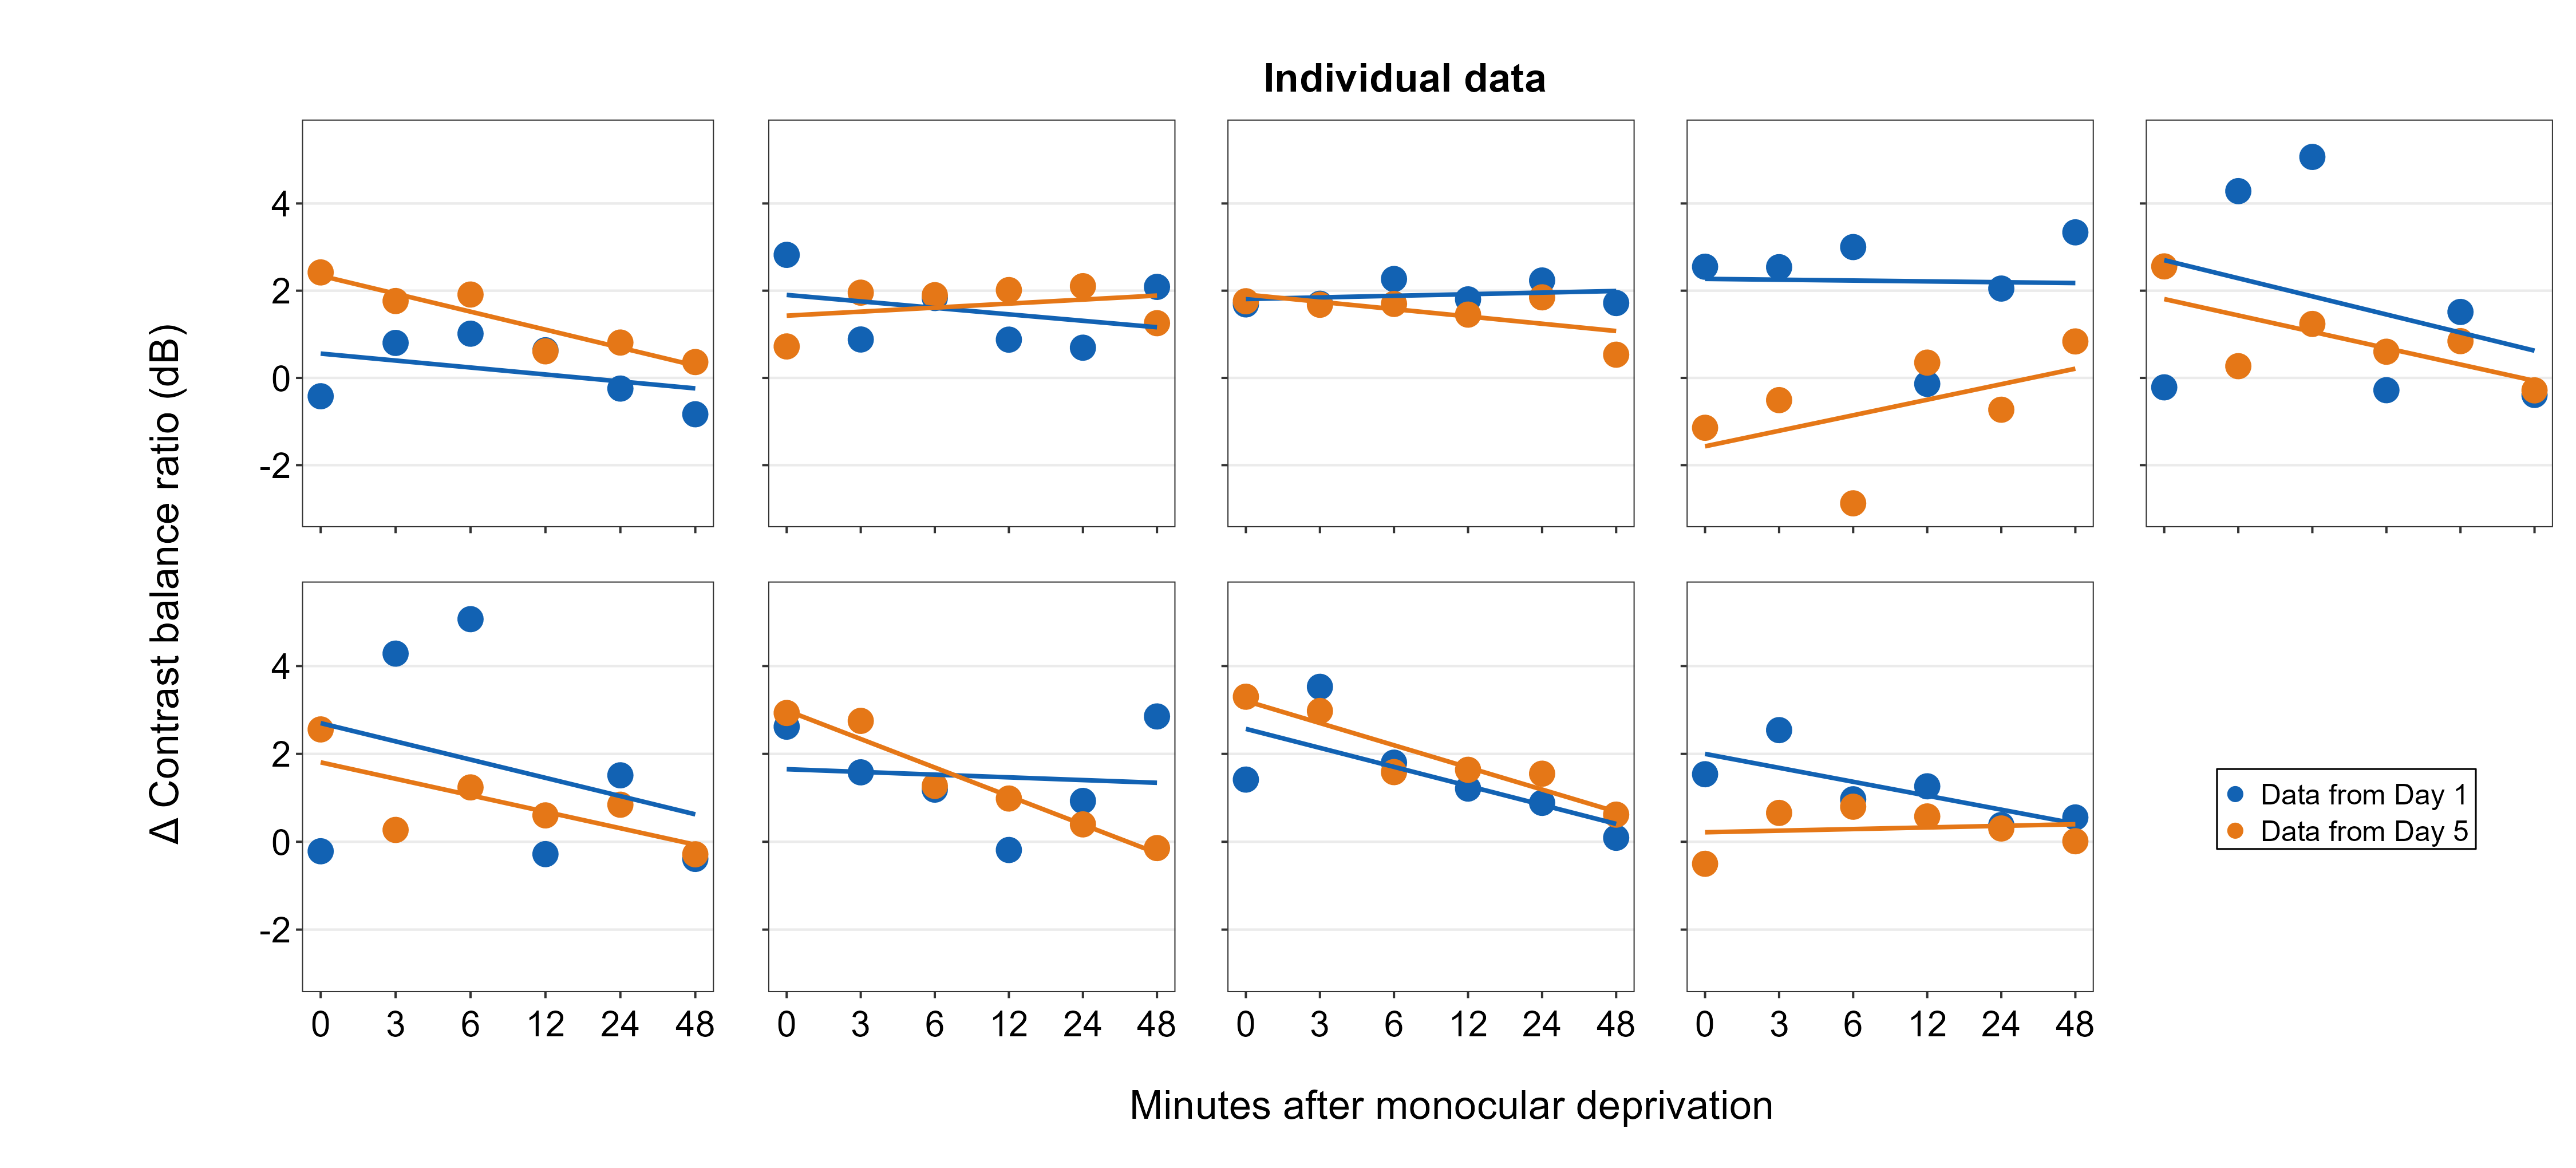 Individual data
Δ Contrast balance ratio (dB)
4
2
0
-2
4
2
0
-2
0 3 6 12 24 48
0 3 6 12 24 48
0 3 6 12 24 48
0 3 6 12 24 48
Data from Day 1
Data from Day 5
Minutes after monocular deprivation